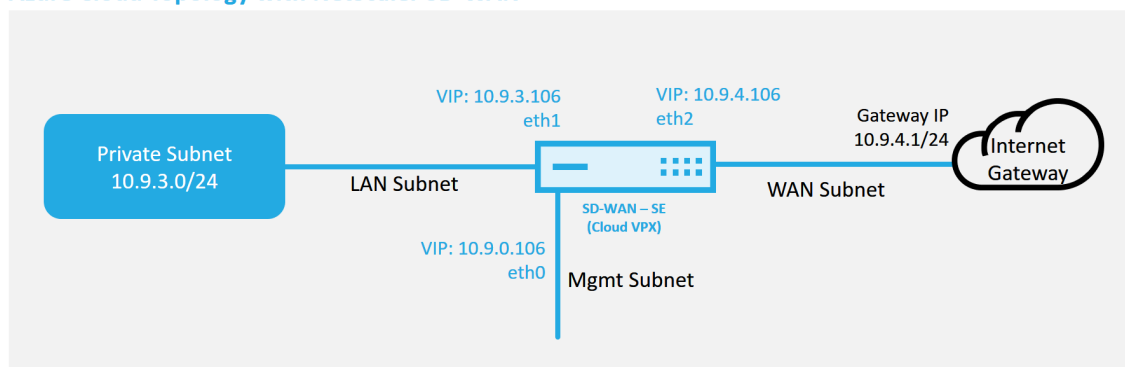 VIP: 10.9.3.106
eth1
VIP: 10.9.4.106
eth2
Gateway IP
10.9.4.1/24
Internet
Gateway
Private Subnet
10.9.3.0/24
LAN Subnet
WAN Subnet
SD-WAN – SE
(Cloud VPX)
VIP: 10.9.0.106
eth0
Mgmt Subnet